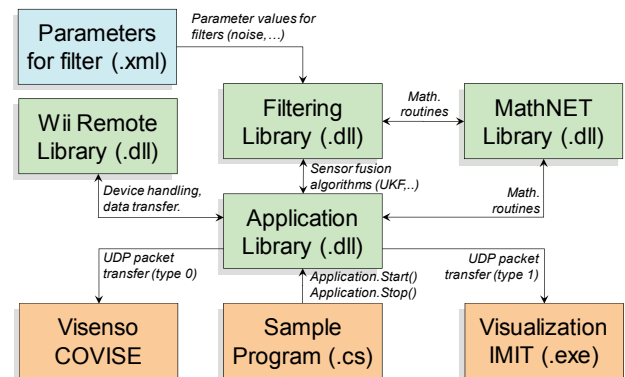 Parameters
for filter (.xml)
Parameter values for
filters (noise,…)
Wii Remote
Library (.dll)
Filtering
Library (.dll)
Math.
routines
MathNET
Library (.dll)
Device handling,
data transfer.
Sensor fusion
algorithms (UKF,..)
Math.
routines
Application
Library (.dll)
UDP packet
transfer (type 0)
Application.Start()
Application.Stop()
UDP packet
transfer (type 1)
Visenso
COVISE
Sample
Program (.cs)
Visualization
IMIT (.exe)